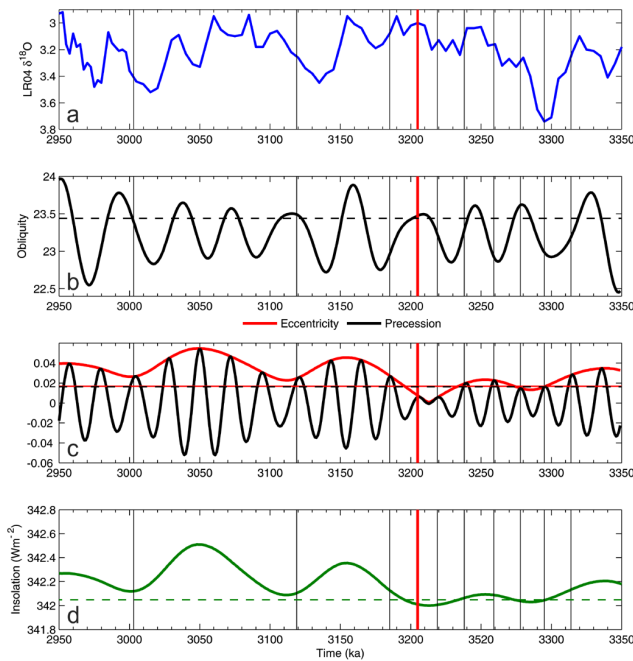 3
3.2
3.4
3.6
3.8
LR04 δ¹⁸O
a
2950 3000 3050 3100 3150 3200 3250 3300 3350
24
23.5
23
22.5
Obliquity
b
2950 3000 3050 3100 3150 3200 3250 3300 3350
Eccentricity Precession
0.04
0.02
0
-0.02
-0.04
-0.06
c
2950 3000 3050 3100 3150 3200 3250 3300 3350
342.8
342.6
342.4
342.2
342
341.8
Insolation (Wm⁻²)
d
2950 3000 3050 3100 3150 3200 3520 3300 3350
Time (ka)